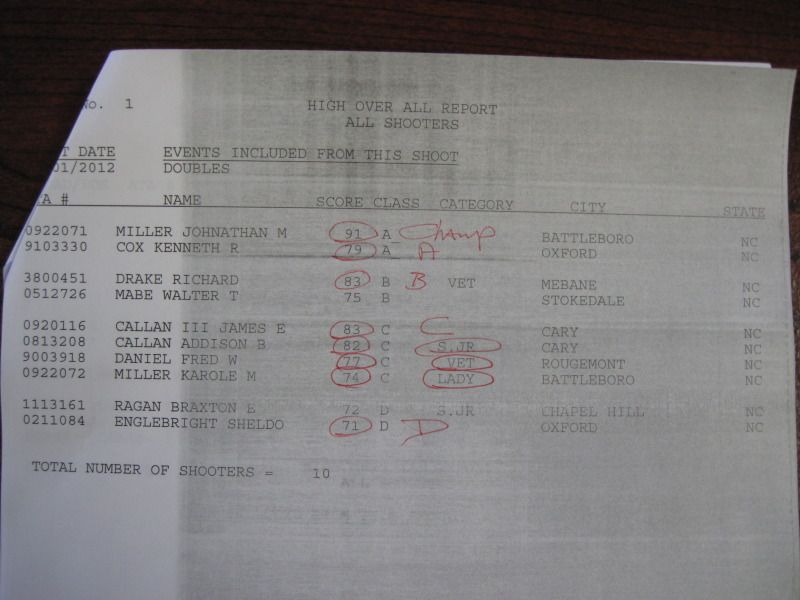 No. 1 HIGH OVER ALL REPORT
ALL SHOOTERS
T DATE EVENTS INCLUDED FROM THIS SHOOT
01/2012 DOUBLES
A # NAME SCORE CLASS CATEGORY CITY STATE
0922071 MILLER JOHNATHAN M 91 A Champ BATTLEBORO NC
9103330 COX KENNETH R 79 A A OXFORD NC
3800451 DRAKE RICHARD 83 B B VET MEBANE NC
0512726 MABE WALTER T 75 B STOKEDALE NC
0920116 CALLAN III JAMES E 83 C C CARY NC
0813208 CALLAN ADDISON B 82 C S.JR CARY NC
9003918 DANIEL FRED W 77 C VET ROUGEMONT NC
0922072 MILLER KAROLE M 74 C LADY BATTLEBORO NC
1113161 RAGAN BRAXTON E 72 D S.JR CHAPEL HILL NC
0211084 ENGLEBRIGHT SHELDO 71 D D OXFORD NC
TOTAL NUMBER OF SHOOTERS = 10